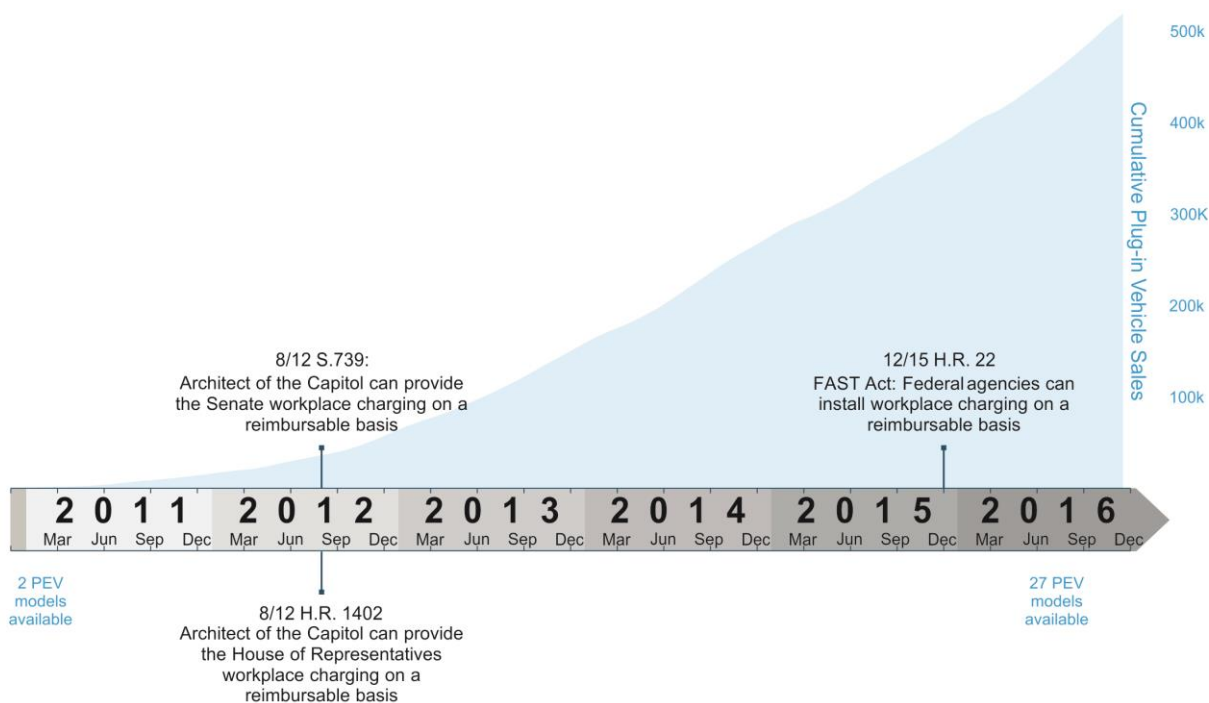 500k
400k
300K
200k
100k
Cumulative Plug-in Vehicle Sales
8/12 S.739:
Architect of the Capitol can provide
the Senate workplace charging on a
reimbursable basis
12/15 H.R. 22
FAST Act: Federal agencies can
install workplace charging on a
reimbursable basis
2011 2012 2013 2014 2015 2016
Mar Jun Sep Dec Mar Jun Sep Dec Mar Jun Sep Dec Mar Jun Sep Dec Mar Jun Sep Dec Mar Jun Sep Dec
2 PEV
models
available
27 PEV
models
available
8/12 H.R. 1402
Architect of the Capitol can provide
the House of Representatives
workplace charging on a
reimbursable basis